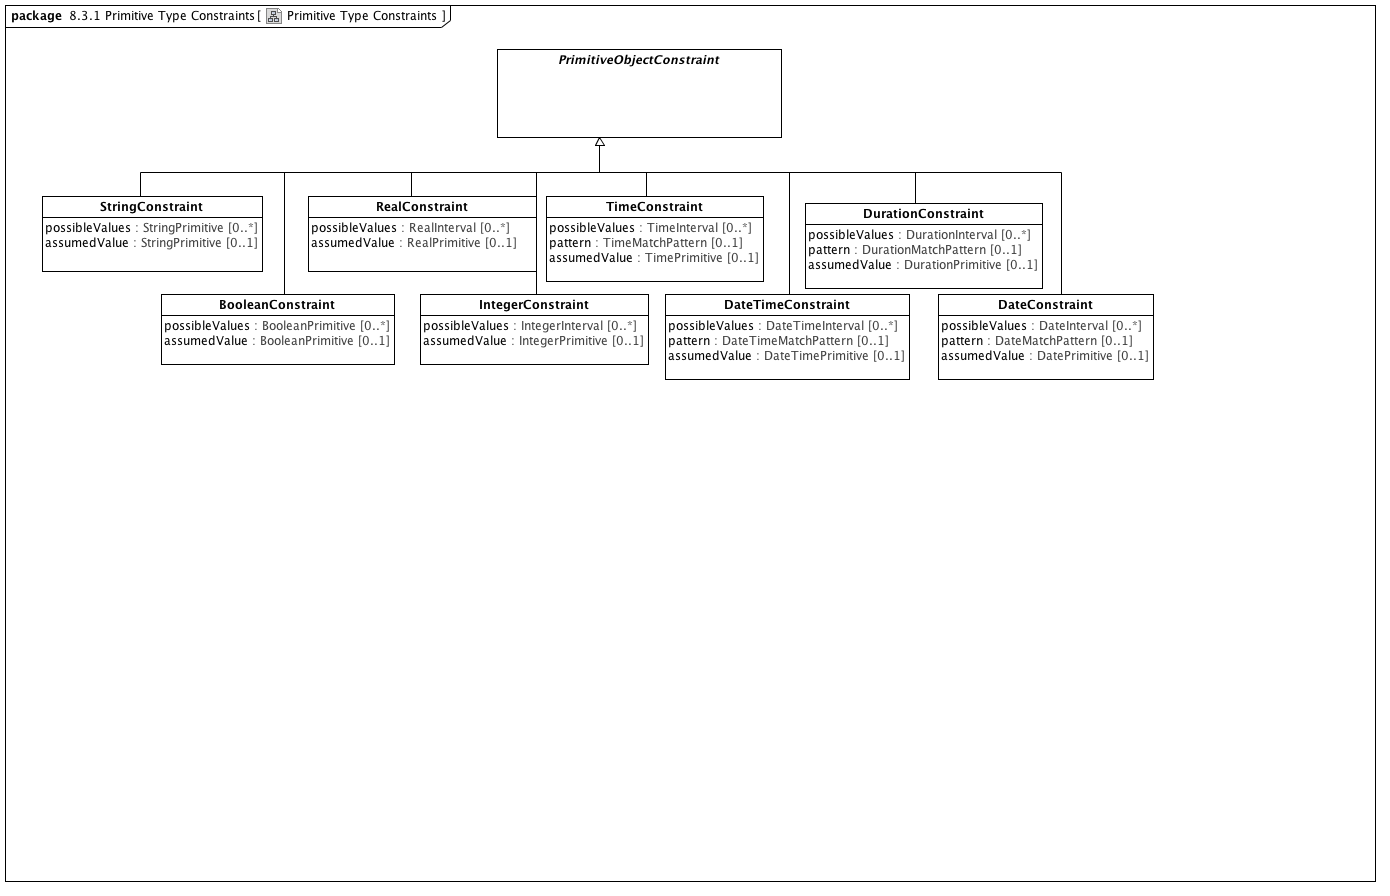 package 8.3.1 Primitive Type Constraints[ Primitive Type Constraints ]
PrimitiveObjectConstraint
StringConstraint
possibleValues : StringPrimitive [0..*]
assumedValue : StringPrimitive [0..1]
RealConstraint
possibleValues : RealInterval [0..*]
assumedValue : RealPrimitive [0..1]
TimeConstraint
possibleValues : TimeInterval [0..*]
pattern : TimeMatchPattern [0..1]
assumedValue : TimePrimitive [0..1]
DurationConstraint
possibleValues : DurationInterval [0..*]
pattern : DurationMatchPattern [0..1]
assumedValue : DurationPrimitive [0..1]
BooleanConstraint
possibleValues : BooleanPrimitive [0..*]
assumedValue : BooleanPrimitive [0..1]
IntegerConstraint
possibleValues : IntegerInterval [0..*]
assumedValue : IntegerPrimitive [0..1]
DateTimeConstraint
possibleValues : DateTimeInterval [0..*]
pattern : DateTimeMatchPattern [0..1]
assumedValue : DateTimePrimitive [0..1]
DateConstraint
possibleValues : DateInterval [0..*]
pattern : DateMatchPattern [0..1]
assumedValue : DatePrimitive [0..1]